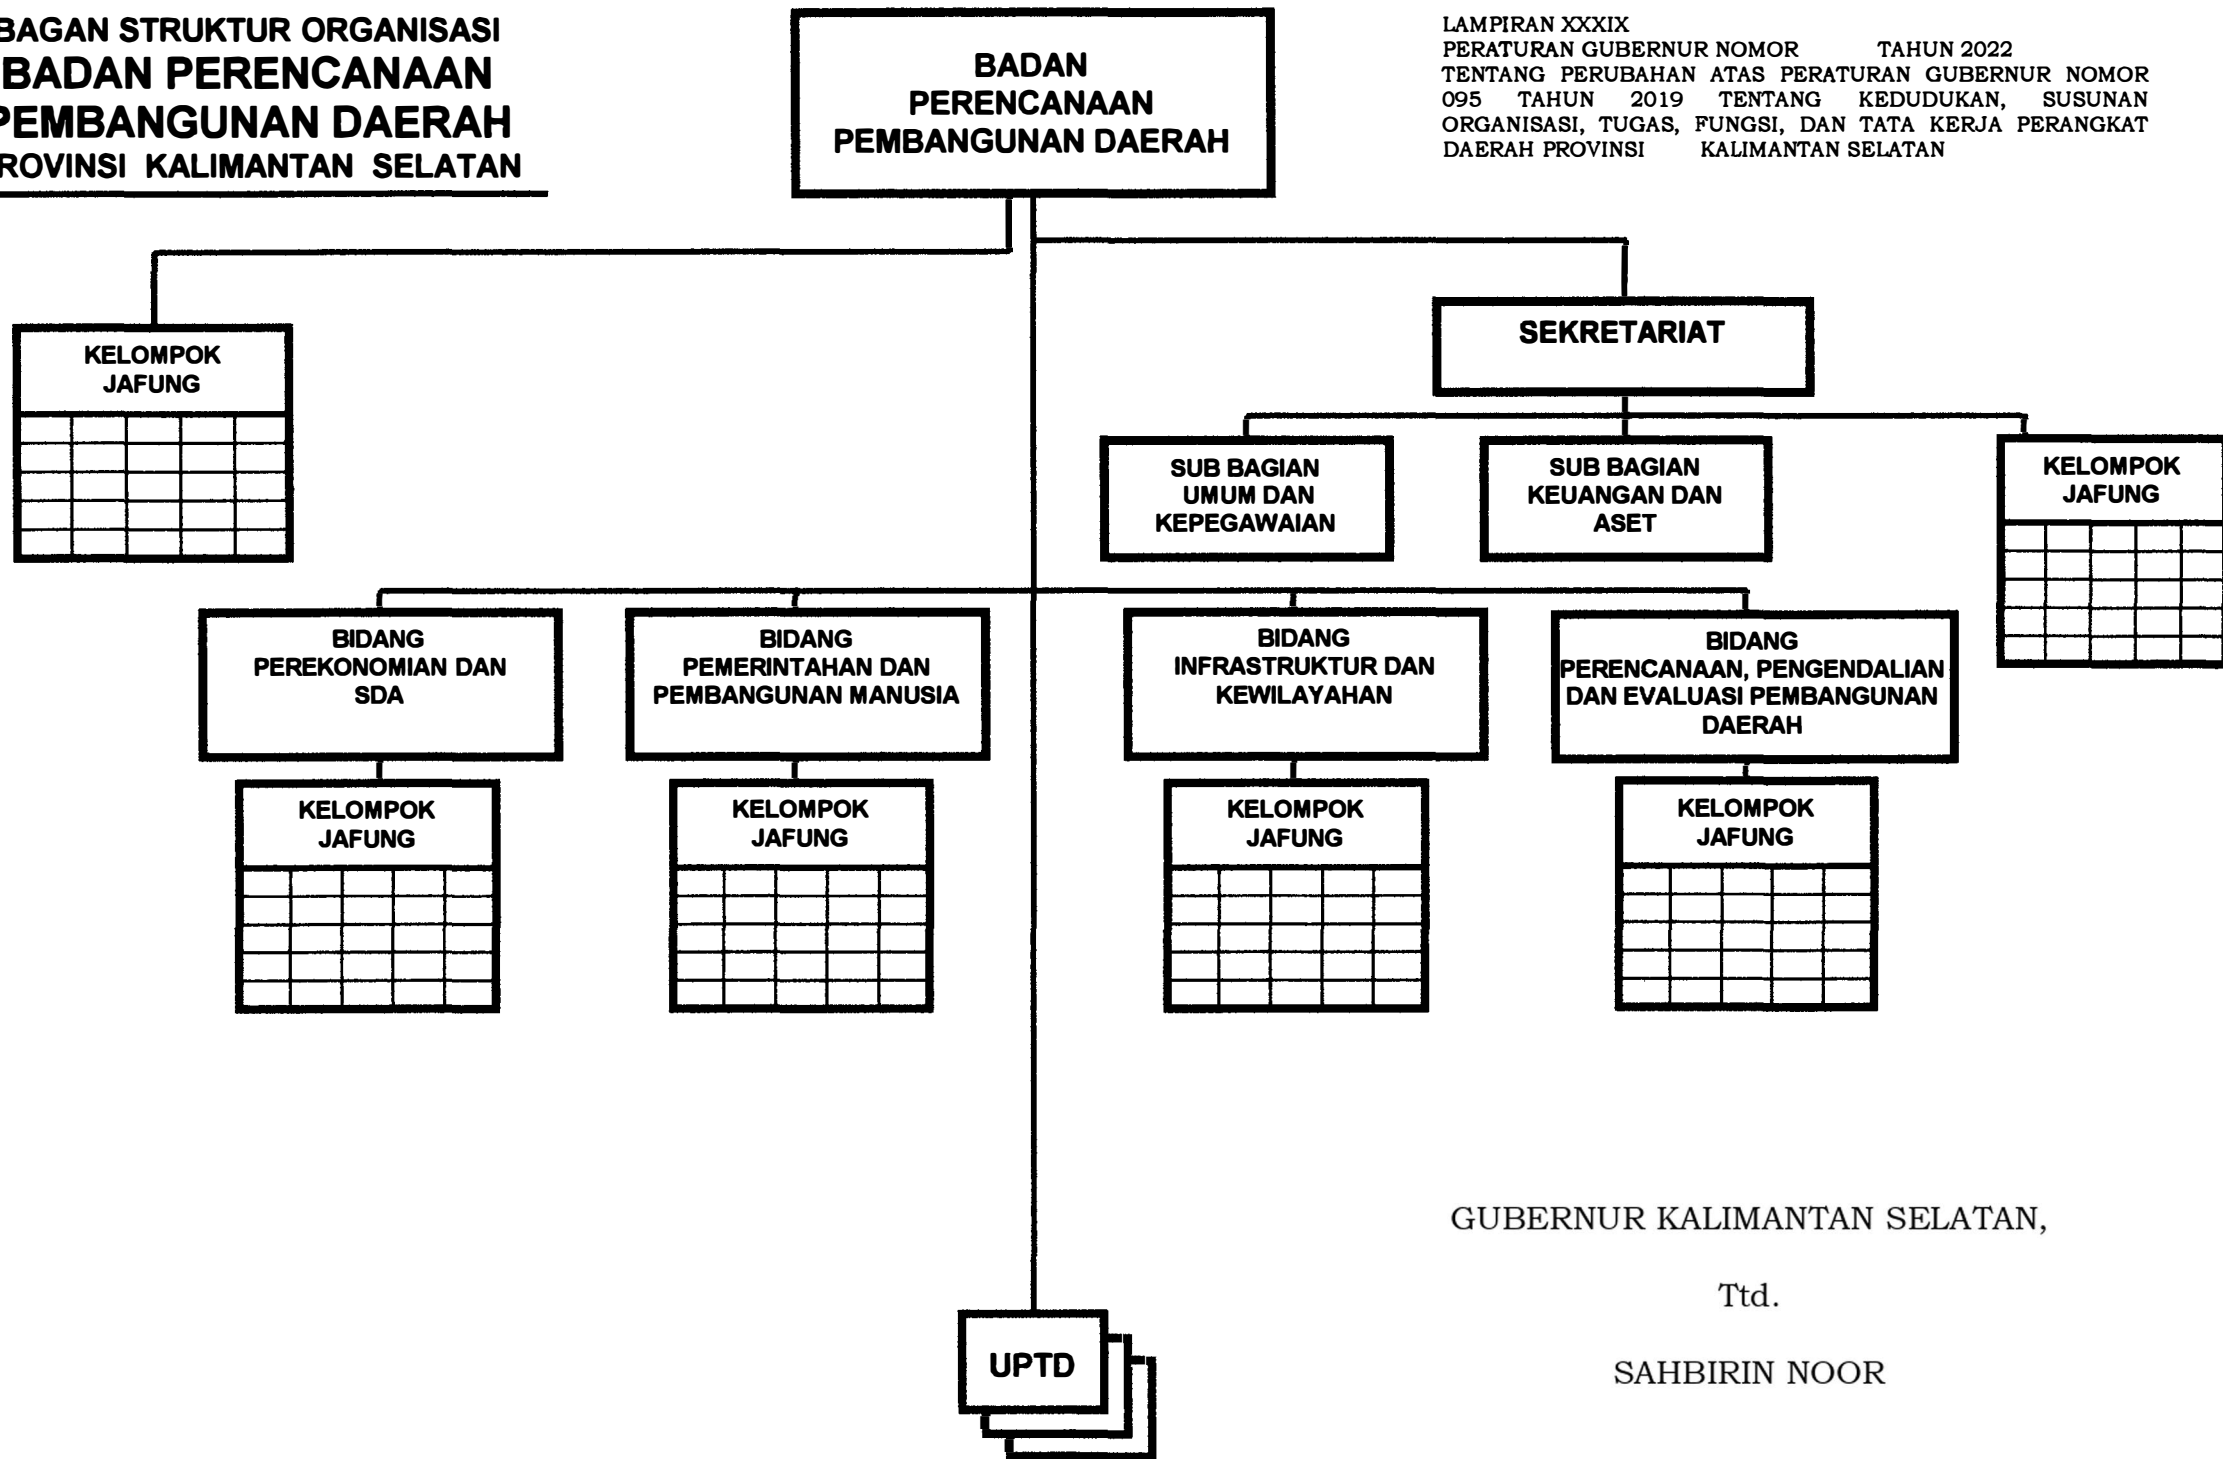 BAGAN STRUKTUR ORGANISASI
BADAN PERENCANAAN
PEMBANGUNAN DAERAH
PROVINSI KALIMANTAN SELATAN
BADAN
PERENCANAAN
PEMBANGUNAN DAERAH
LAMPIRAN XXXIX
PERATURAN GUBERNUR NOMOR TAHUN 2022
TENTANG PERUBAHAN ATAS PERATURAN GUBERNUR NOMOR
095 TAHUN 2019 TENTANG KEDUDUKAN, SUSUNAN
ORGANISASI, TUGAS, FUNGSI, DAN TATA KERJA PERANGKAT
DAERAH PROVINSI KALIMANTAN SELATAN
KELOMPOK
JAFUNG
SEKRETARIAT
SUB BAGIAN
UMUM DAN
KEPEGAWAIAN
SUB BAGIAN
KEUANGAN DAN
ASET
KELOMPOK
JAFUNG
BIDANG
PEREKONOMIAN DAN
SDA
BIDANG
PEMERINTAHAN DAN
PEMBANGUNAN MANUSIA
BIDANG
INFRASTRUKTUR DAN
KEWILAYAHAN
BIDANG
PERENCANAAN, PENGENDALIAN
DAN EVALUASI PEMBANGUNAN
DAERAH
KELOMPOK
JAFUNG
KELOMPOK
JAFUNG
KELOMPOK
JAFUNG
KELOMPOK
JAFUNG
UPTD
GUBERNUR KALIMANTAN SELATAN,
Ttd.
SAHBIRIN NOOR